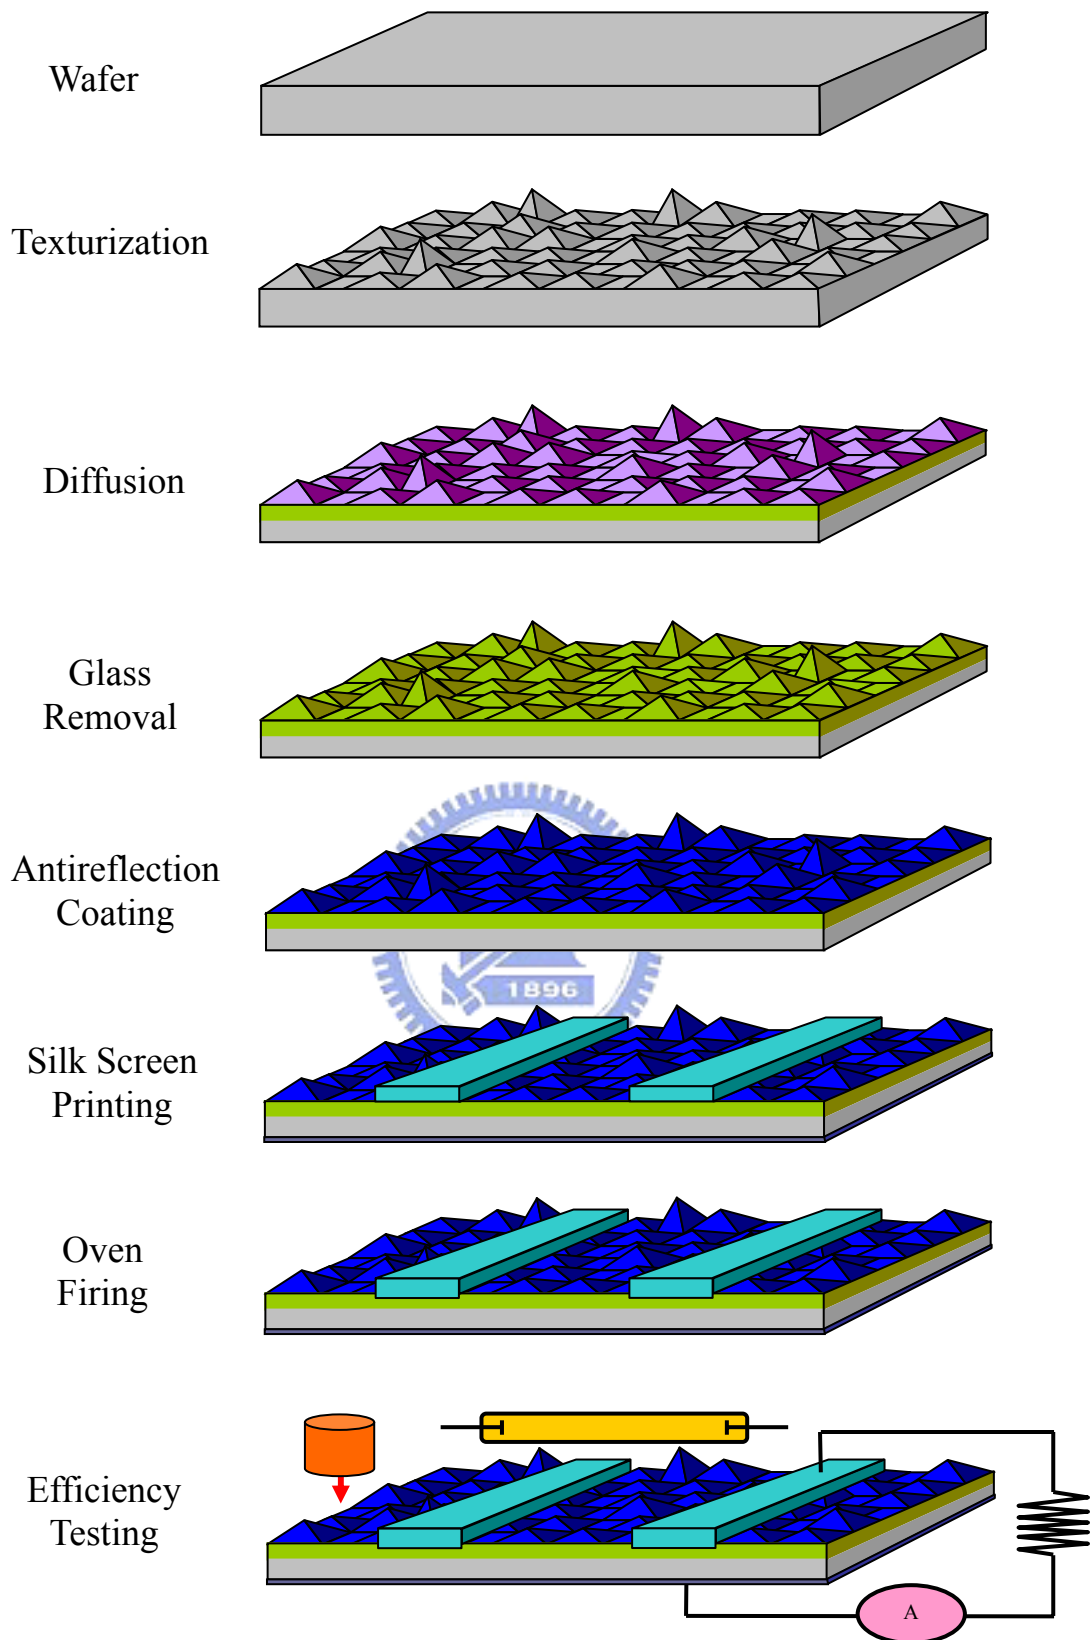 Wafer
Texturization
Diffusion
Glass
Removal
Antireflection
Coating
1896
Silk Screen
Printing
Oven
Firing
Efficiency
Testing
A